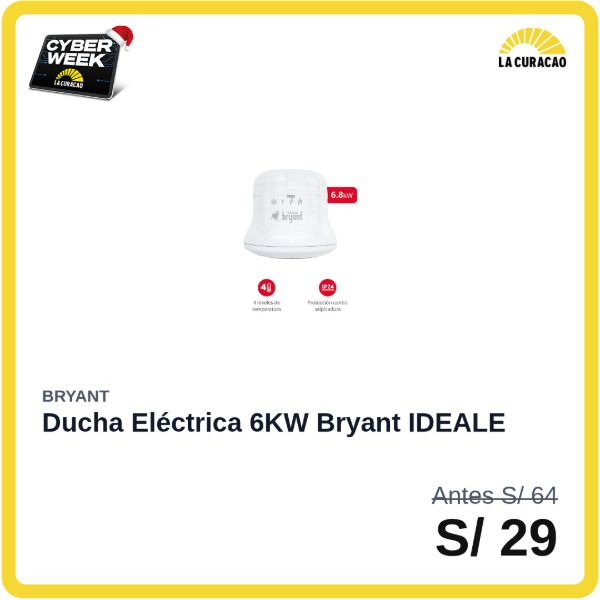 CYBER
WEEK
LA CURACAO
LA CURACAO
6.8kW
bryant
4
IP24
4 niveles de
temperatura
Protección contra
salpicadura
BRYANT
Ducha Eléctrica 6KW Bryant IDEALE
Antes S/ 64
S/ 29